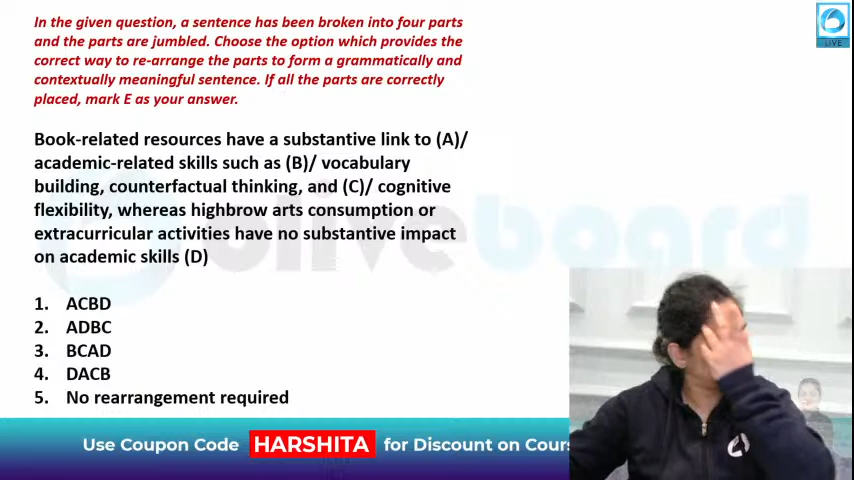 In the given question, a sentence has been broken into four parts
and the parts are jumbled. Choose the option which provides the
correct way to re-arrange the parts to form a grammatically and
contextually meaningful sentence. If all the parts are correctly
placed, mark E as your answer.
Book-related resources have a substantive link to (A)/
academic-related skills such as (B)/ vocabulary
building, counterfactual thinking, and (C)/ cognitive
flexibility, whereas highbrow arts consumption or
extracurricular activities have no substantive impact
on academic skills (D)
oliveboard
1. ACBD
2. ADBC
3. BCAD
4. DACB
5. No rearrangement required
Use Coupon Code HARSHITA for Discount on Cours
LIVE